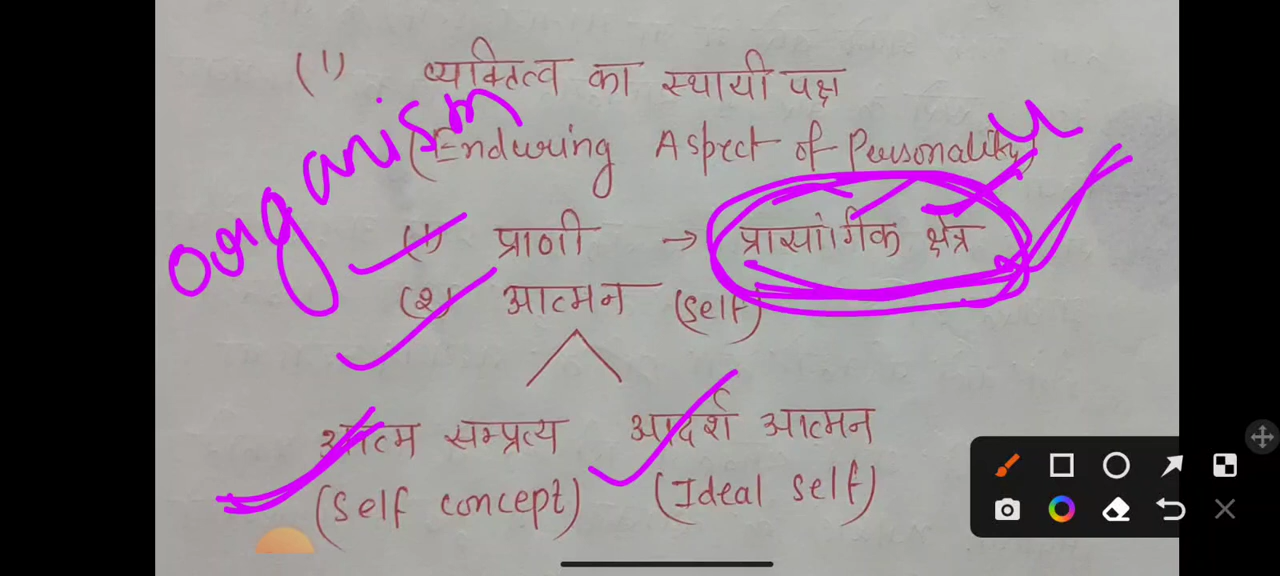 (1) व्यक्तित्व का स्थायी पक्ष
organism
(Enduring Aspect of Personality)
(1) प्राणी → प्रासांगिक क्षेत्र
(2) आत्मन (self)
आत्म सम्प्रत्य आदर्श आत्मन
(self concept) (Ideal self)